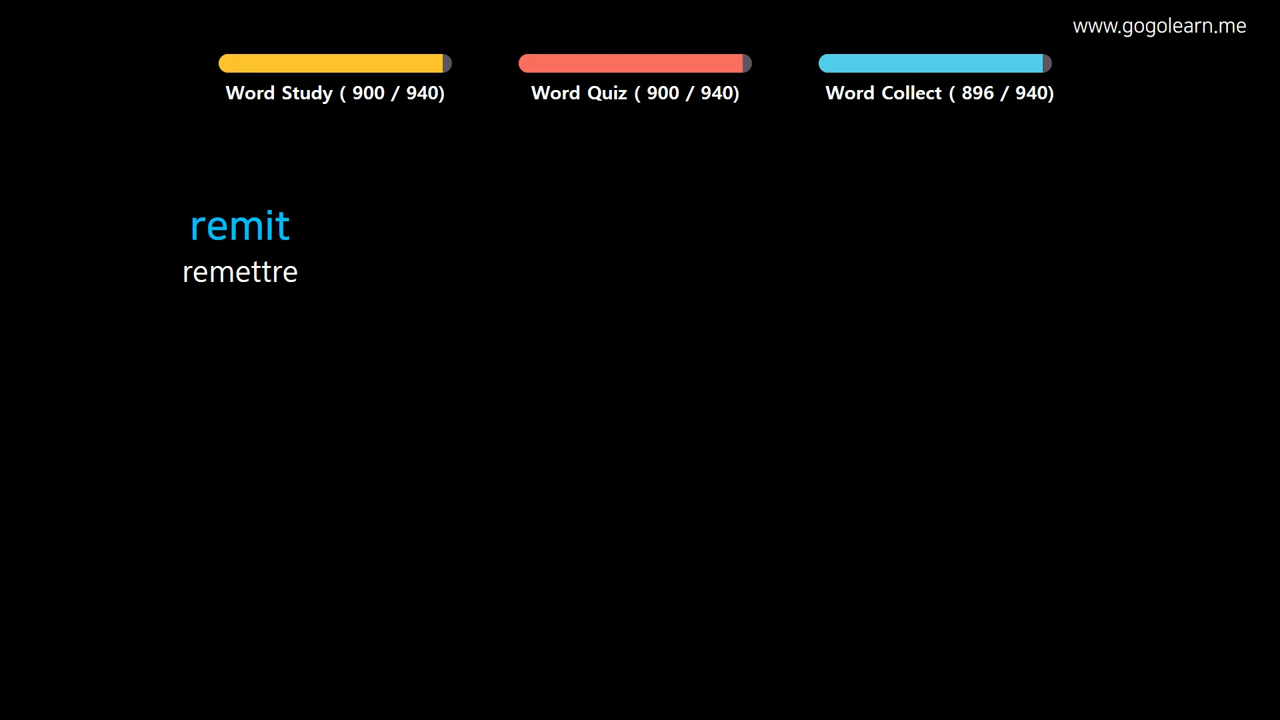 www.gogolearn.me
Word Study ( 900 / 940)
Word Quiz ( 900 / 940)
Word Collect ( 896 / 940)
remit
remettre